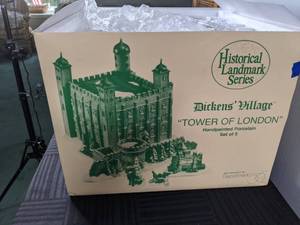 Historical
Landmark
Series
Dickens' Village
"TOWER OF LONDON"
Handpainted Porcelain
Set of 5